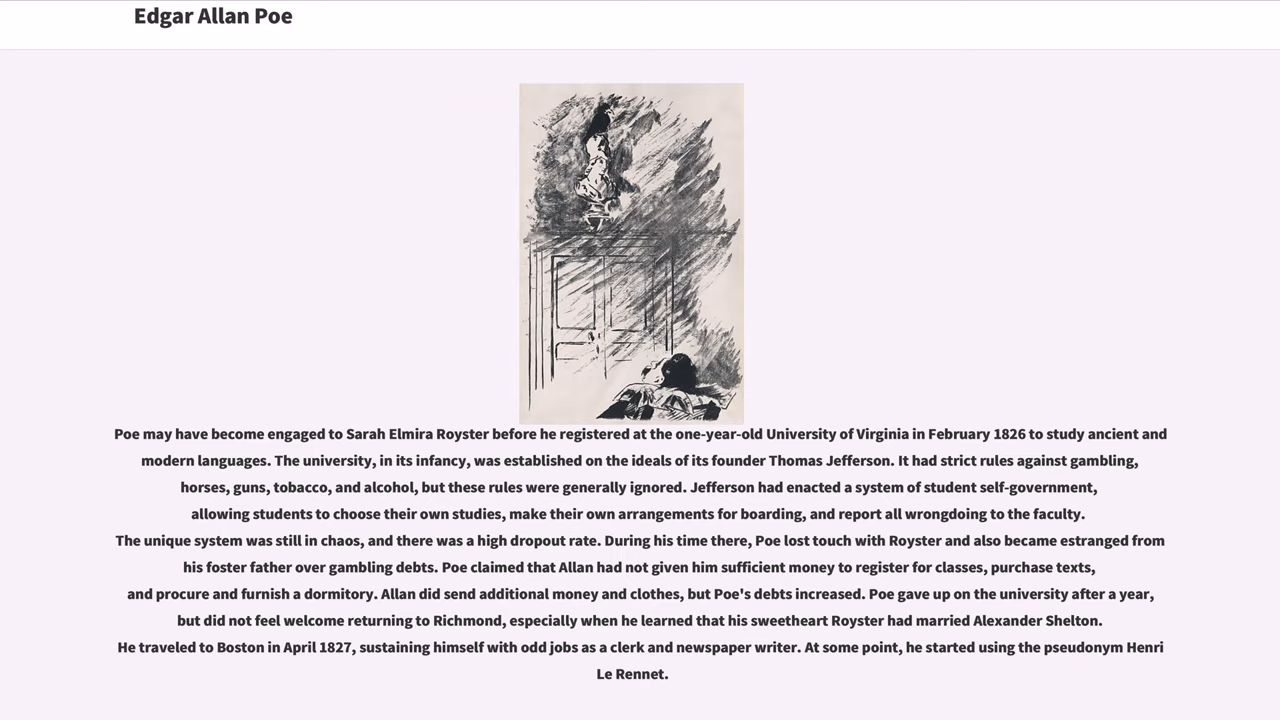 Edgar Allan Poe
Poe may have become engaged to Sarah Elmira Royster before he registered at the one-year-old University of Virginia in February 1826 to study ancient and
modern languages. The university, in its infancy, was established on the ideals of its founder Thomas Jefferson. It had strict rules against gambling,
horses, guns, tobacco, and alcohol, but these rules were generally ignored. Jefferson had enacted a system of student self-government,
allowing students to choose their own studies, make their own arrangements for boarding, and report all wrongdoing to the faculty.
The unique system was still in chaos, and there was a high dropout rate. During his time there, Poe lost touch with Royster and also became estranged from
his foster father over gambling debts. Poe claimed that Allan had not given him sufficient money to register for classes, purchase texts,
and procure and furnish a dormitory. Allan did send additional money and clothes, but Poe's debts increased. Poe gave up on the university after a year,
but did not feel welcome returning to Richmond, especially when he learned that his sweetheart Royster had married Alexander Shelton.
He traveled to Boston in April 1827, sustaining himself with odd jobs as a clerk and newspaper writer. At some point, he started using the pseudonym Henri
Le Rennet.